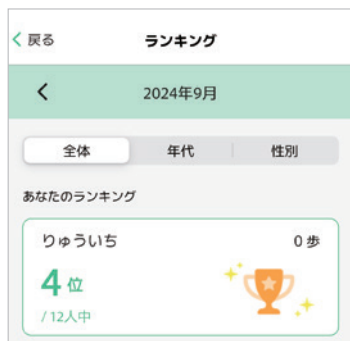 戻る ランキング
2024年9月
全体 年代 性別
あなたのランキング
りゅういち 0 歩
4 位
/ 12人中